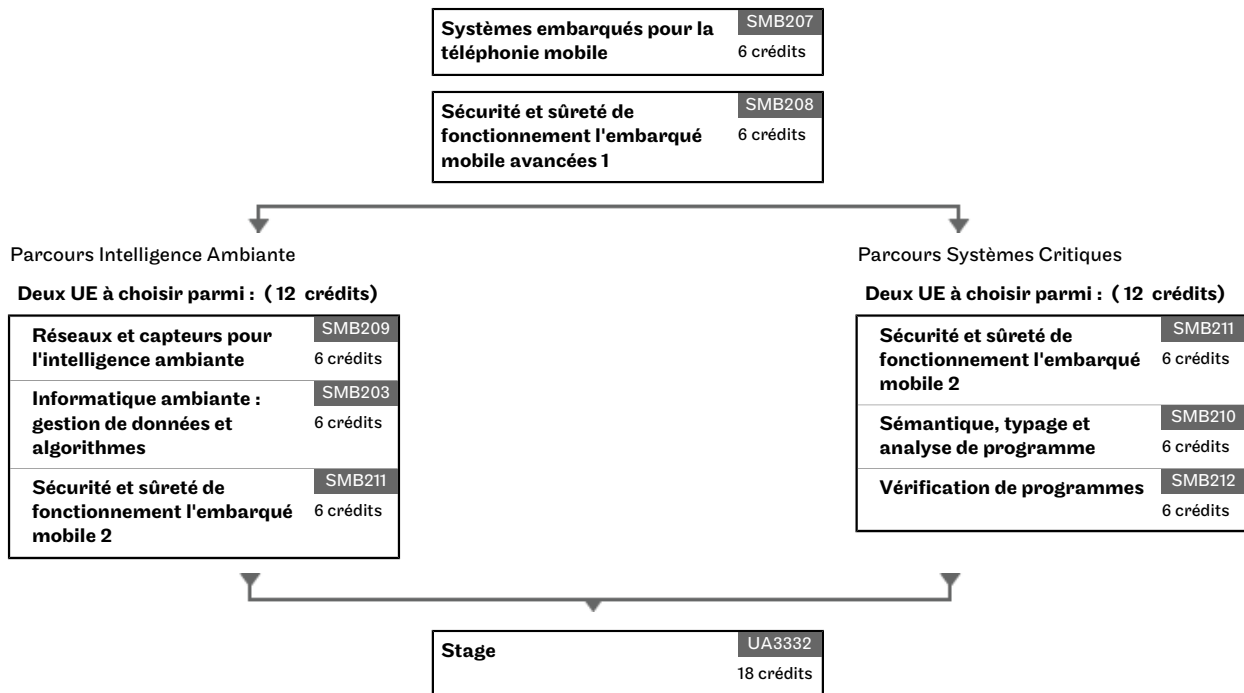 Systèmes embarqués pour la
téléphonie mobile
SMB207
6 crédits
Sécurité et sûreté de
fonctionnement l'embarqué
mobile avancées 1
SMB208
6 crédits
Parcours Intelligence Ambiante
Deux UE à choisir parmi : ( 12 crédits)
Réseaux et capteurs pour
l'intelligence ambiante
SMB209
6 crédits
Informatique ambiante :
gestion de données et
algorithmes
SMB203
6 crédits
Sécurité et sûreté de
fonctionnement l'embarqué
mobile 2
SMB211
6 crédits
Parcours Systèmes Critiques
Deux UE à choisir parmi : ( 12 crédits)
Sécurité et sûreté de
fonctionnement l'embarqué
mobile 2
SMB211
6 crédits
Sémantique, typage et
analyse de programme
SMB210
6 crédits
Vérification de programmes
SMB212
6 crédits
Stage
UA3332
18 crédits